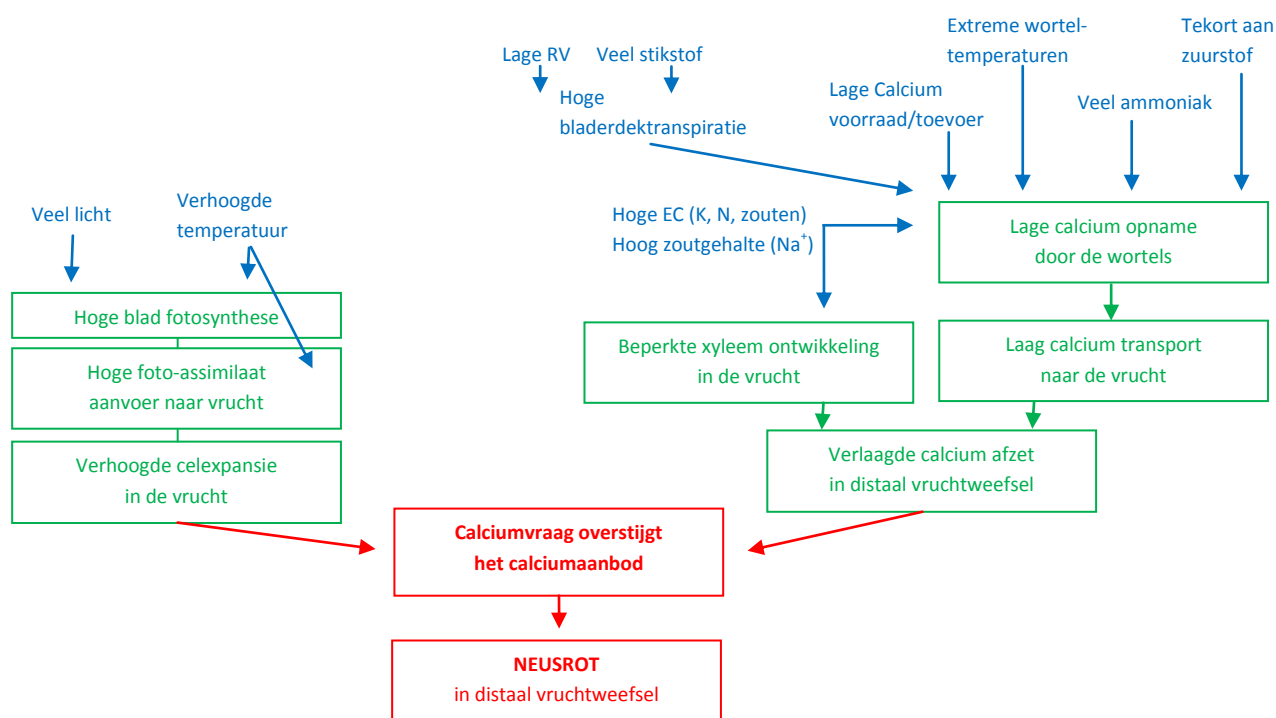 Extreme wortel-
temperaturen
Tekort aan
zuurstof
Lage RV
Veel stikstof
Hoge
bladerdektranspiratie
Lage Calcium
voorraad/toevoer
Veel ammoniak
Veel licht
Verhoogde
temperatuur
Hoge EC (K, N, zouten)
Hoog zoutgehalte (Na⁺)
Lage calcium opname
door de wortels
Hoge blad fotosynthese
Beperkte xyleem ontwikkeling
in de vrucht
Laag calcium transport
naar de vrucht
Hoge foto-assimilaat
aanvoer naar vrucht
Verhoogde celexpansie
in de vrucht
Verlaagde calcium afzet
in distaal vruchtweefsel
Calciumvraag overstijgt
het calciumaanbod
NEUSROT
in distaal vruchtweefsel